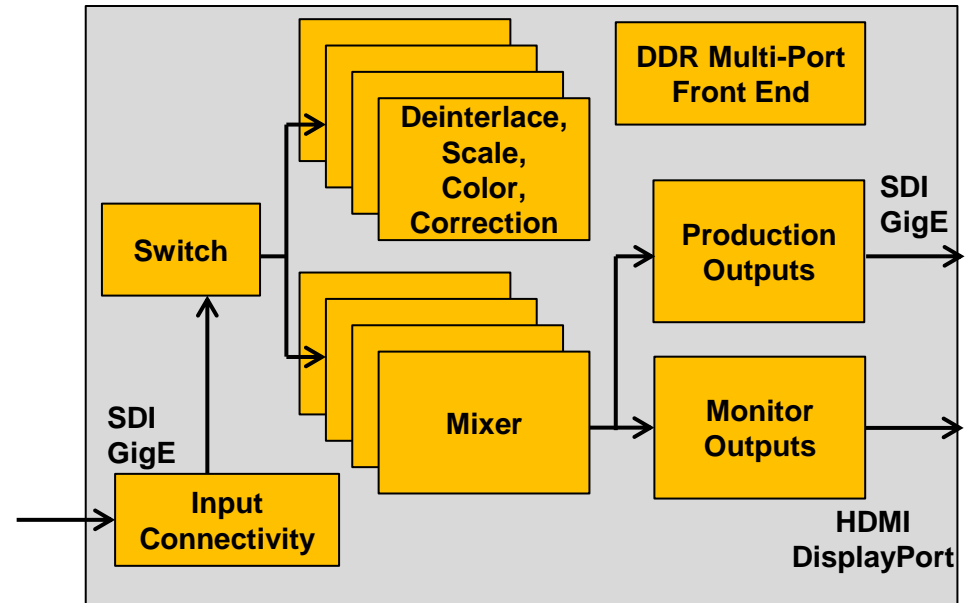 DDR Multi-Port
Front End
Deinterlace,
Scale,
Color,
Correction
SDI
GigE
Production
Outputs
Switch
Mixer
Monitor
Outputs
SDI
GigE
Input
Connectivity
HDMI
DisplayPort